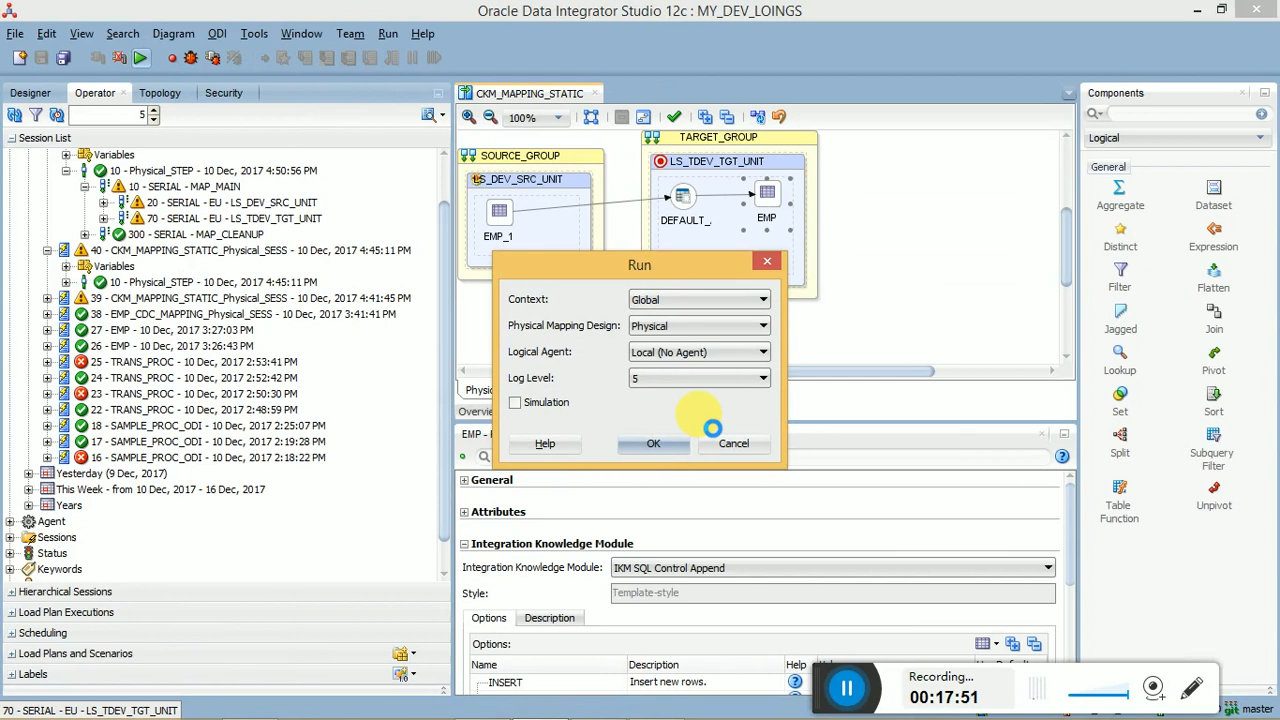 Oracle Data Integrator Studio 12c : MY_DEV_LOINGS
File Edit View Search Diagram ODI Tools Window Team Run Help
Designer Operator Topology Security
5
Session List
Variables
10 - Physical_STEP - 10 Dec, 2017 4:50:56 PM
10 - SERIAL - MAP_MAIN
20 - SERIAL - EU - LS_DEV_SRC_UNIT
70 - SERIAL - EU - LS_TDEV_TGT_UNIT
300 - SERIAL - MAP_CLEANUP
40 - CKM_MAPPING_STATIC_Physical_SESS - 10 Dec, 2017 4:45:11 PM
Variables
10 - Physical_STEP - 10 Dec, 2017 4:45:11 PM
39 - CKM_MAPPING_STATIC_Physical_SESS - 10 Dec, 2017 4:41:45 PM
38 - EMP_CDC_MAPPING_Physical_SESS - 10 Dec, 2017 3:41:41 PM
27 - EMP - 10 Dec, 2017 3:27:03 PM
26 - EMP - 10 Dec, 2017 3:26:45 PM
25 - TRANS_PROC - 10 Dec, 2017 2:53:41 PM
24 - TRANS_PROC - 10 Dec, 2017 2:52:42 PM
23 - TRANS_PROC - 10 Dec, 2017 2:50:30 PM
22 - TRANS_PROC - 10 Dec, 2017 2:48:59 PM
18 - SAMPLE_PROC_ODI - 10 Dec, 2017 2:25:07 PM
17 - SAMPLE_PROC_ODI - 10 Dec, 2017 2:19:28 PM
16 - SAMPLE_PROC_ODI - 10 Dec, 2017 2:18:22 PM
Yesterday (9 Dec, 2017)
This Week - from 10 Dec, 2017 - 16 Dec, 2017
Years
Agent
Sessions
Status
Keywords
Hierarchical Sessions
Load Plan Executions
Scheduling
Load Plans and Scenarios
Labels
70 - SERIAL - EU - LS_TDEV_TGT_UNIT
CKM_MAPPING_STATIC
100%
TARGET_GROUP
SOURCE_GROUP
LS_TDEV_TGT_UNIT
S_DEV_SRC_UNIT
DEFAULT_
EMP
EMP_1
Run
Context: Global
Physical Mapping Design: Physical
Logical Agent: Local (No Agent)
Log Level: 5
Simulation
Help OK Cancel
General
Attributes
Integration Knowledge Module
Integration Knowledge Module: IKM SQL Control Append
Style: Template-style
Options Description
Options:
Name Description Help
INSERT Insert new rows.
Components
Logical
General
Aggregate Dataset
Distinct Expression
Filter Flatten
Jagged Join
Lookup Pivot
Set Sort
Split Subquery Filter
Table Function Unpivot
Recording...
00:17:51
git master